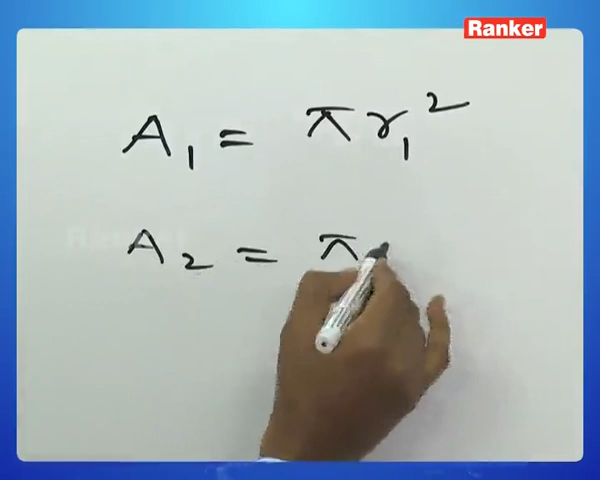 Ranker
A₁ = πr₁²
A₂ = π